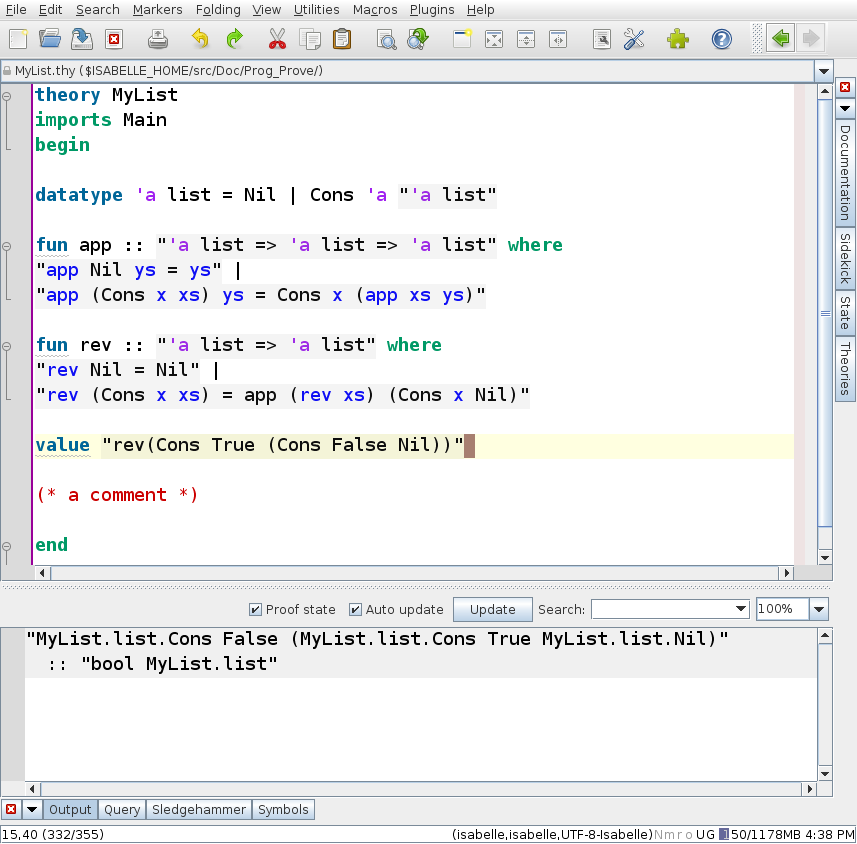 File Edit Search Markers Folding View Utilities Macros Plugins Help
MyList.thy ($ISABELLE_HOME/src/Doc/Prog_Prove/)
theory MyList
imports Main
begin
datatype 'a list = Nil | Cons 'a "'a list"
fun app :: "'a list => 'a list => 'a list" where
"app Nil ys = ys" |
"app (Cons x xs) ys = Cons x (app xs ys)"
fun rev :: "'a list => 'a list" where
"rev Nil = Nil" |
"rev (Cons x xs) = app (rev xs) (Cons x Nil)"
value "rev(Cons True (Cons False Nil))"
(* a comment *)
end
Documentation
Sidekick
State
Theories
Proof state Auto update Update Search: 100%
"MyList.list.Cons False (MyList.list.Cons True MyList.list.Nil)"
:: "bool MyList.list"
Output Query Sledgehammer Symbols
15,40 (332/355) (isabelle,isabelle,UTF-8-Isabelle) N m r o UG 150/1178MB 4:38 PM